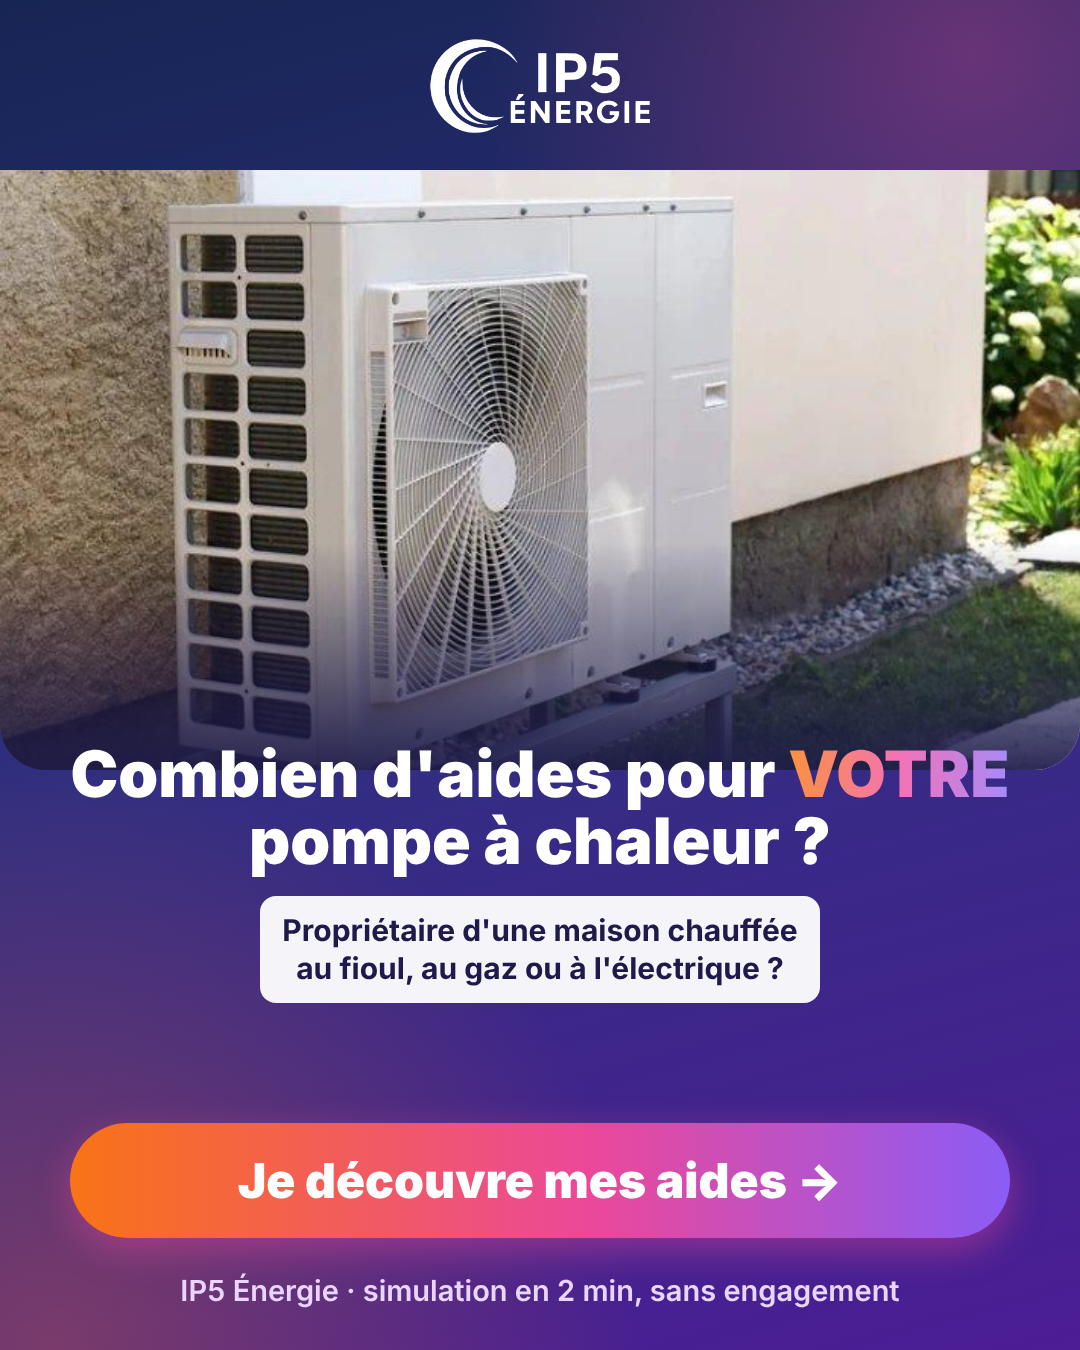 IP5
ÉNERGIE
Combien d'aides pour VOTRE
pompe à chaleur ?
Propriétaire d'une maison chauffée
au fioul, au gaz ou à l'électrique ?
Je découvre mes aides →
IP5 Énergie · simulation en 2 min, sans engagement